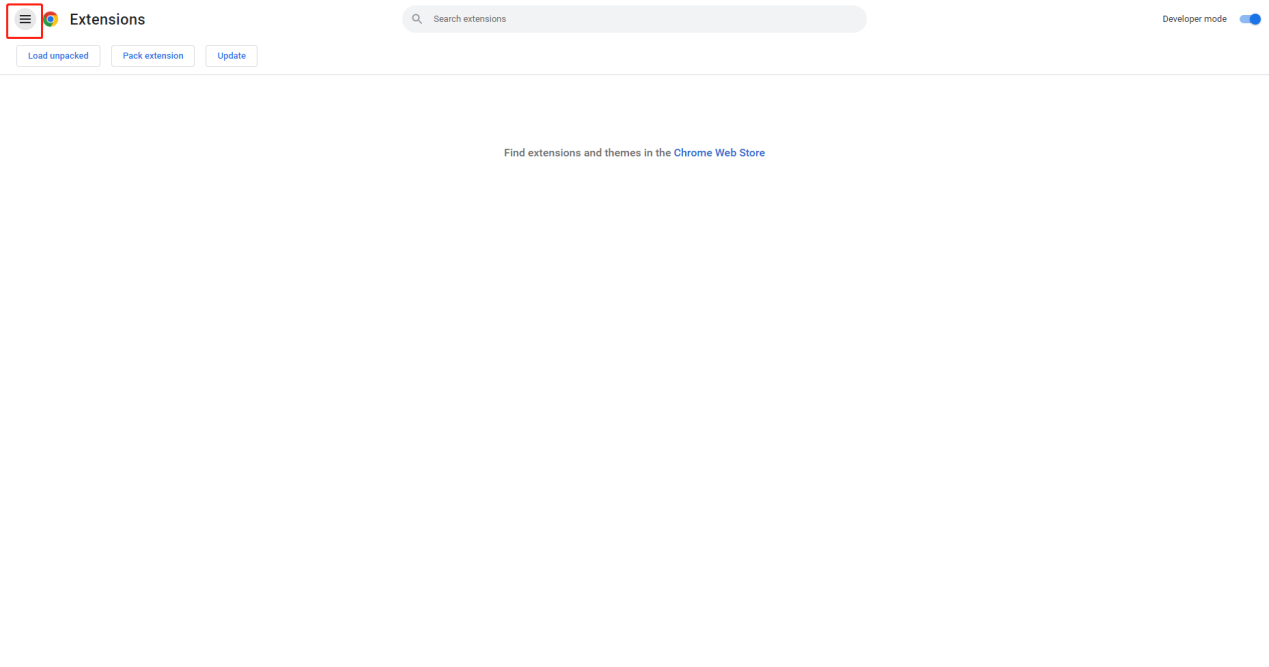 Extensions
Search extensions
Developer mode
Load unpacked
Pack extension
Update
Find extensions and themes in the Chrome Web Store